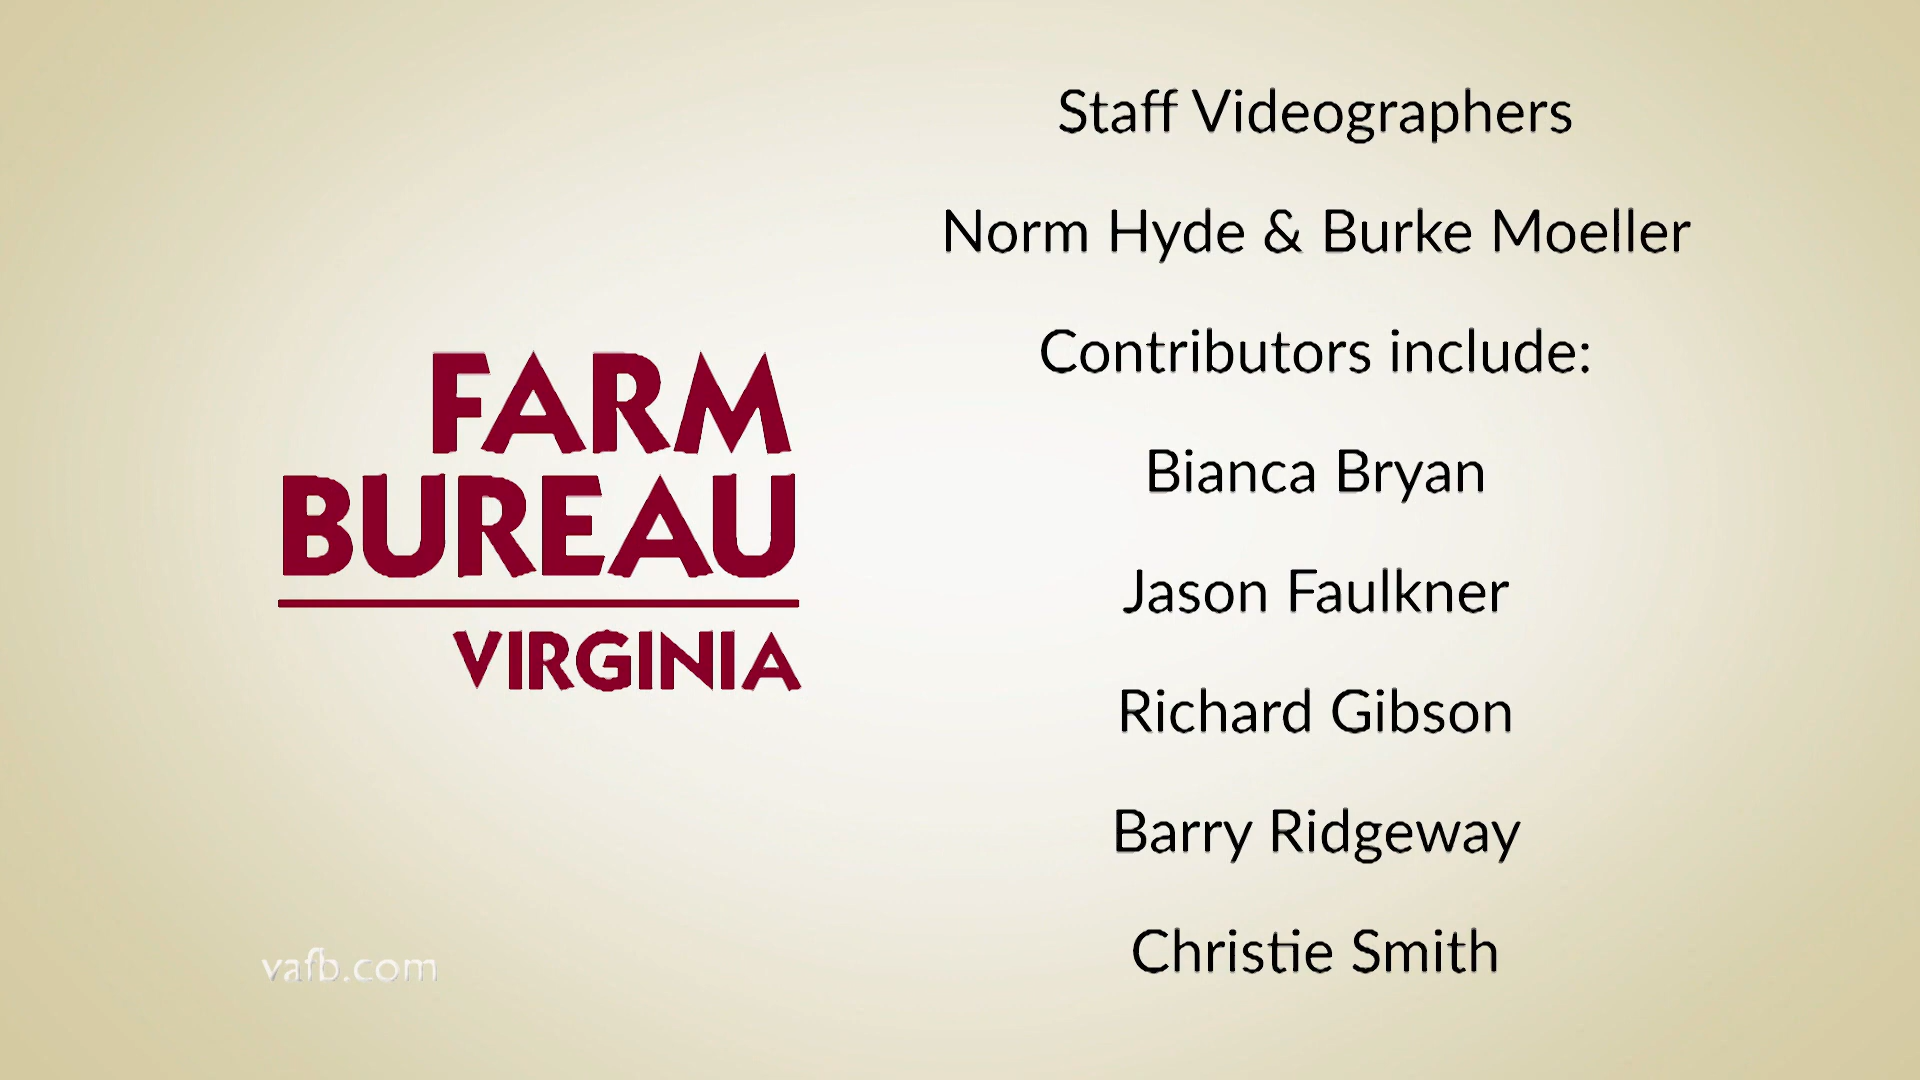 FARM
BUREAU
VIRGINIA
vafb.com
Staff Videographers
Norm Hyde & Burke Moeller
Contributors include:
Bianca Bryan
Jason Faulkner
Richard Gibson
Barry Ridgeway
Christie Smith